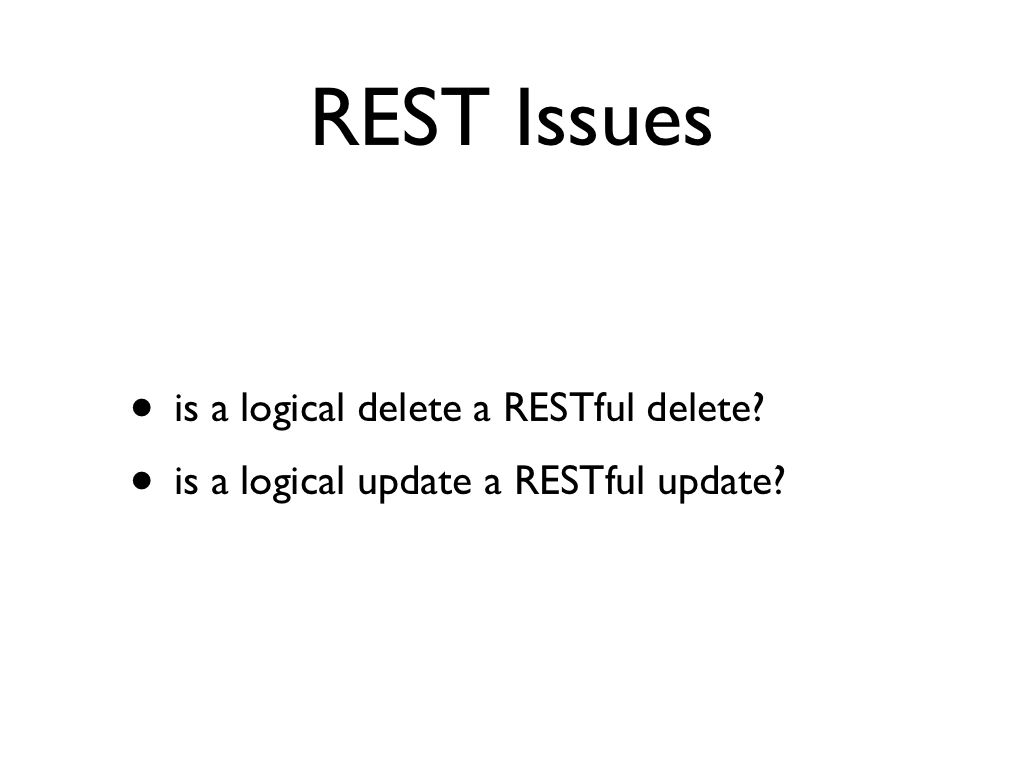 REST Issues
• is a logical delete a RESTful delete?
• is a logical update a RESTful update?